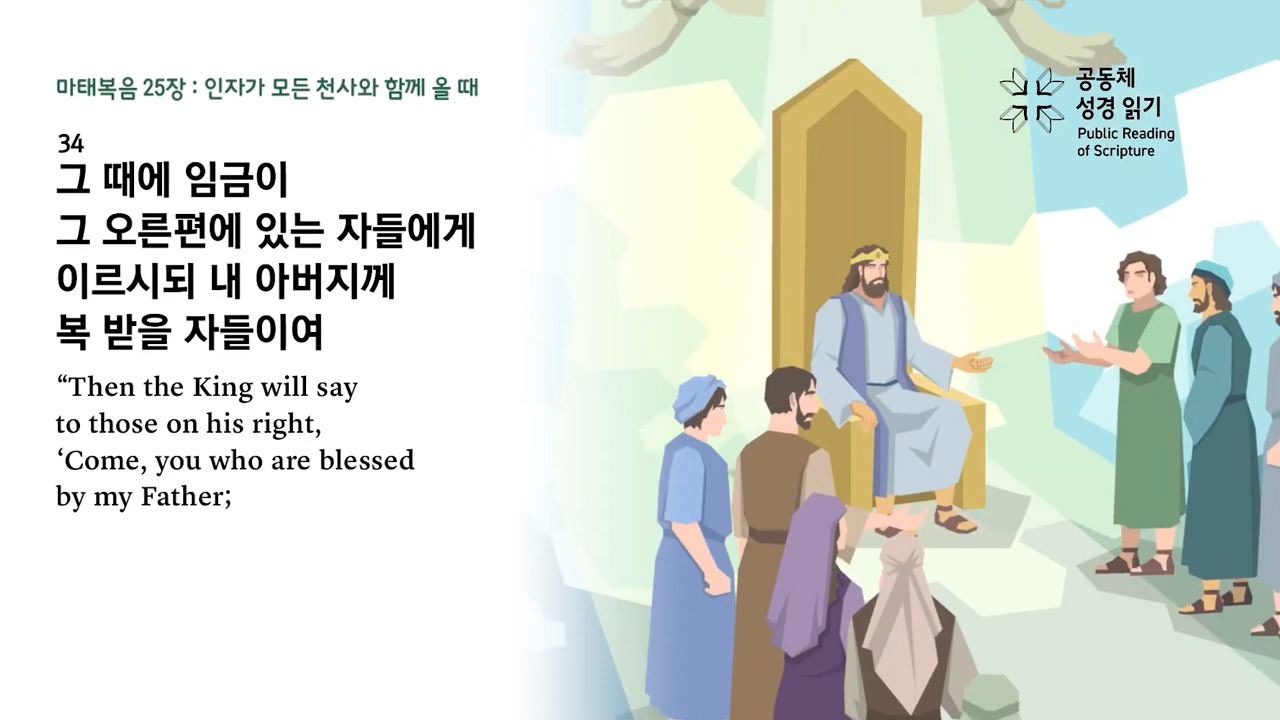 마태복음 25장 : 인자가 모든 천사와 함께 올 때
34
그 때에 임금이
그 오른편에 있는 자들에게
이르시되 내 아버지께
복 받을 자들이여
“Then the King will say
to those on his right,
‘Come, you who are blessed
by my Father;
공동체
성경 읽기
Public Reading
of Scripture